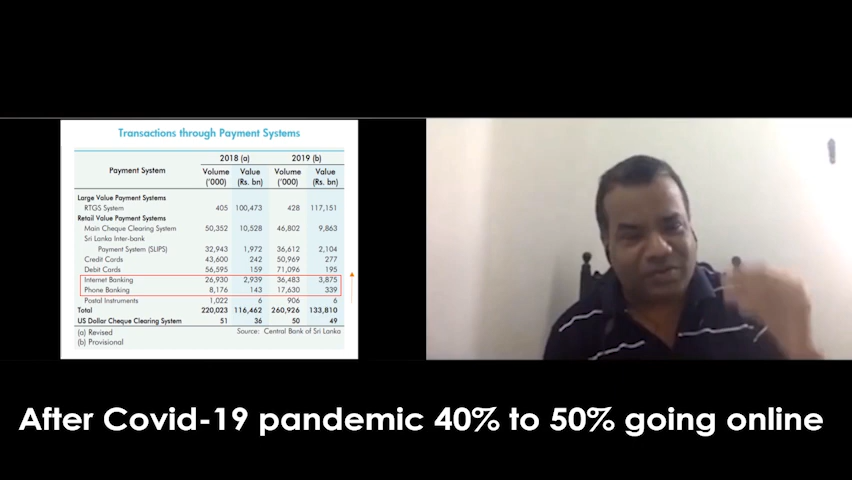 Transactions through Payment Systems
2018 (a) 2019 (b)
Payment System Volume Value Volume Value
('000) (Rs. bn) ('000) (Rs. bn)
Large Value Payment Systems
RTGS System 405 100,473 428 117,151
Retail Value Payment Systems
Main Cheque Clearing System 50,352 10,528 46,802 9,863
Sri Lanka Inter-bank
Payment System (SLIPS) 32,943 1,972 36,612 2,104
Credit Cards 43,600 242 50,969 277
Debit Cards 56,595 159 71,096 195
Internet Banking 26,930 2,939 36,483 3,875
Phone Banking 8,176 143 17,630 339
Postal Instruments 1,022 6 906 6
Total 220,023 116,462 260,926 133,810
US Dollar Cheque Clearing System 51 36 50 49
(a) Revised Source: Central Bank of Sri Lanka
(b) Provisional
After Covid-19 pandemic 40% to 50% going online